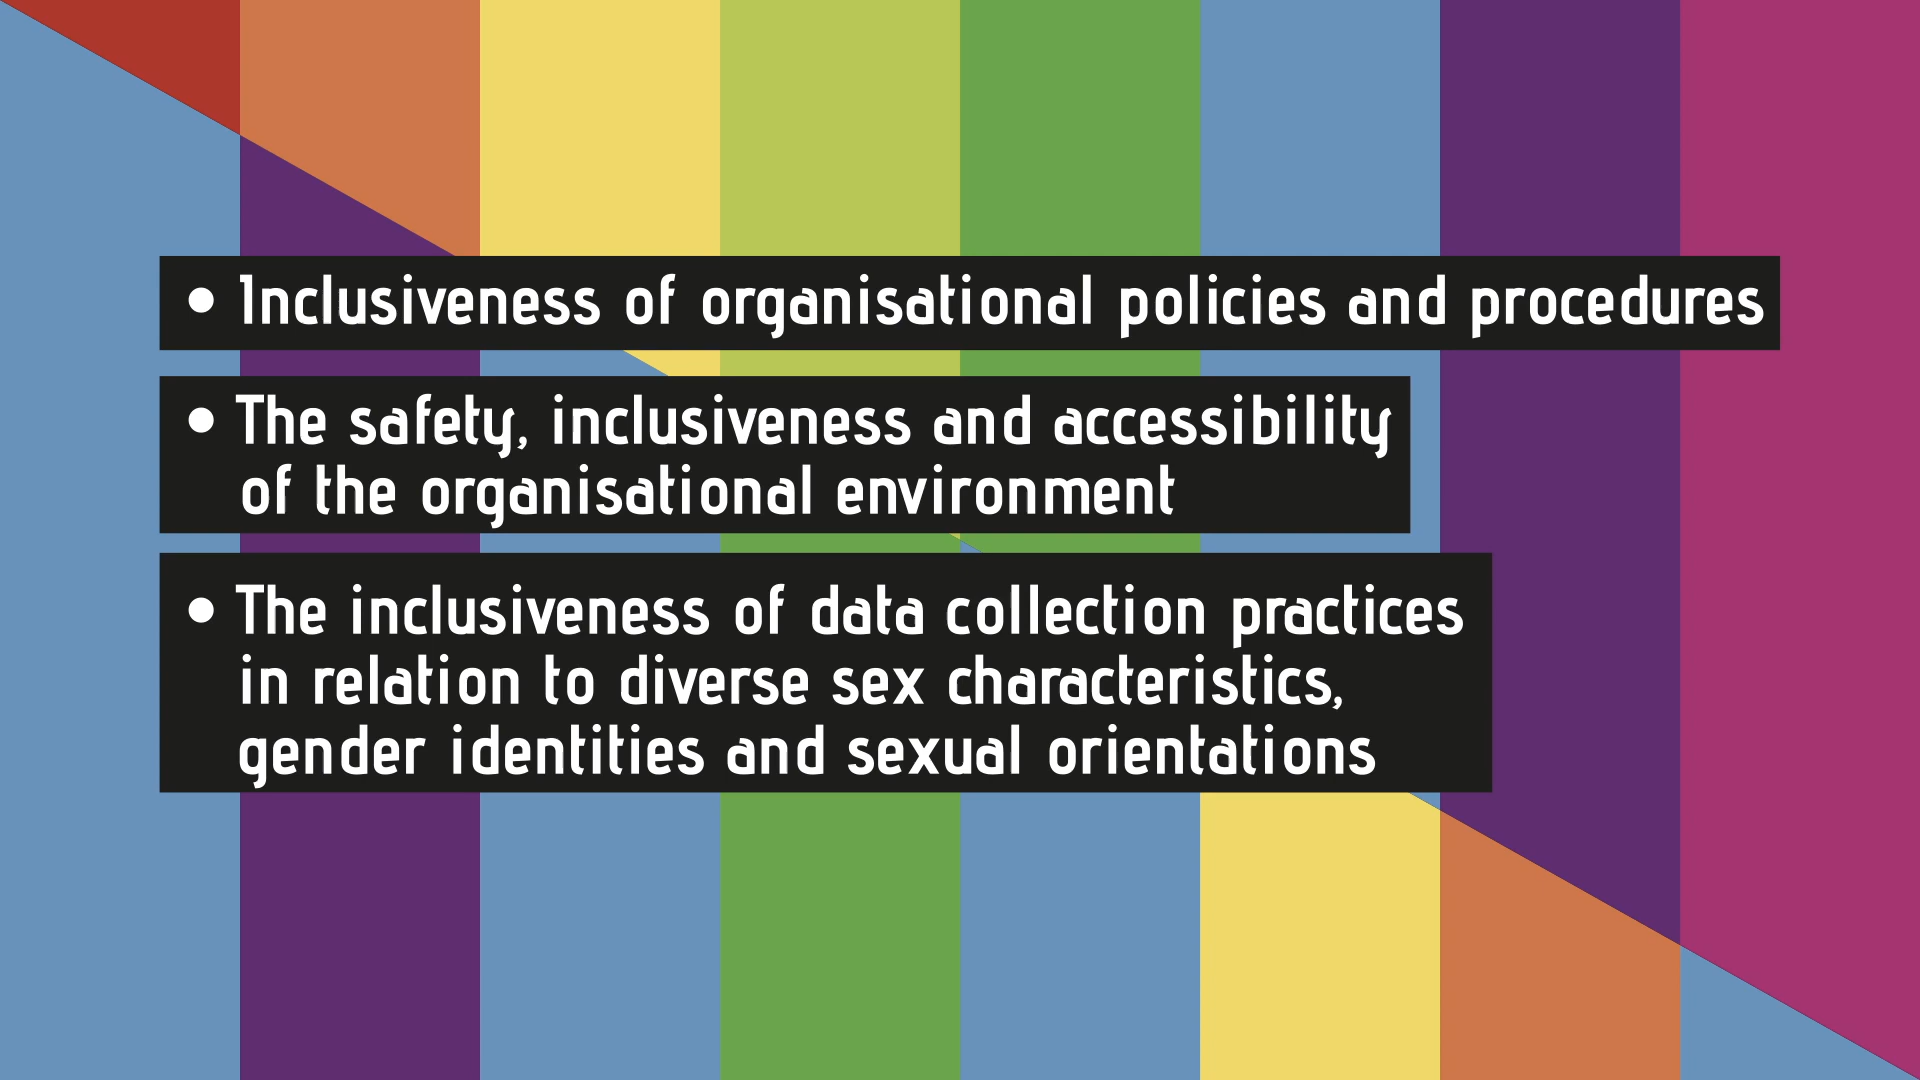 • Inclusiveness of organisational policies and procedures
• The safety, inclusiveness and accessibility
of the organisational environment
• The inclusiveness of data collection practices
in relation to diverse sex characteristics,
gender identities and sexual orientations